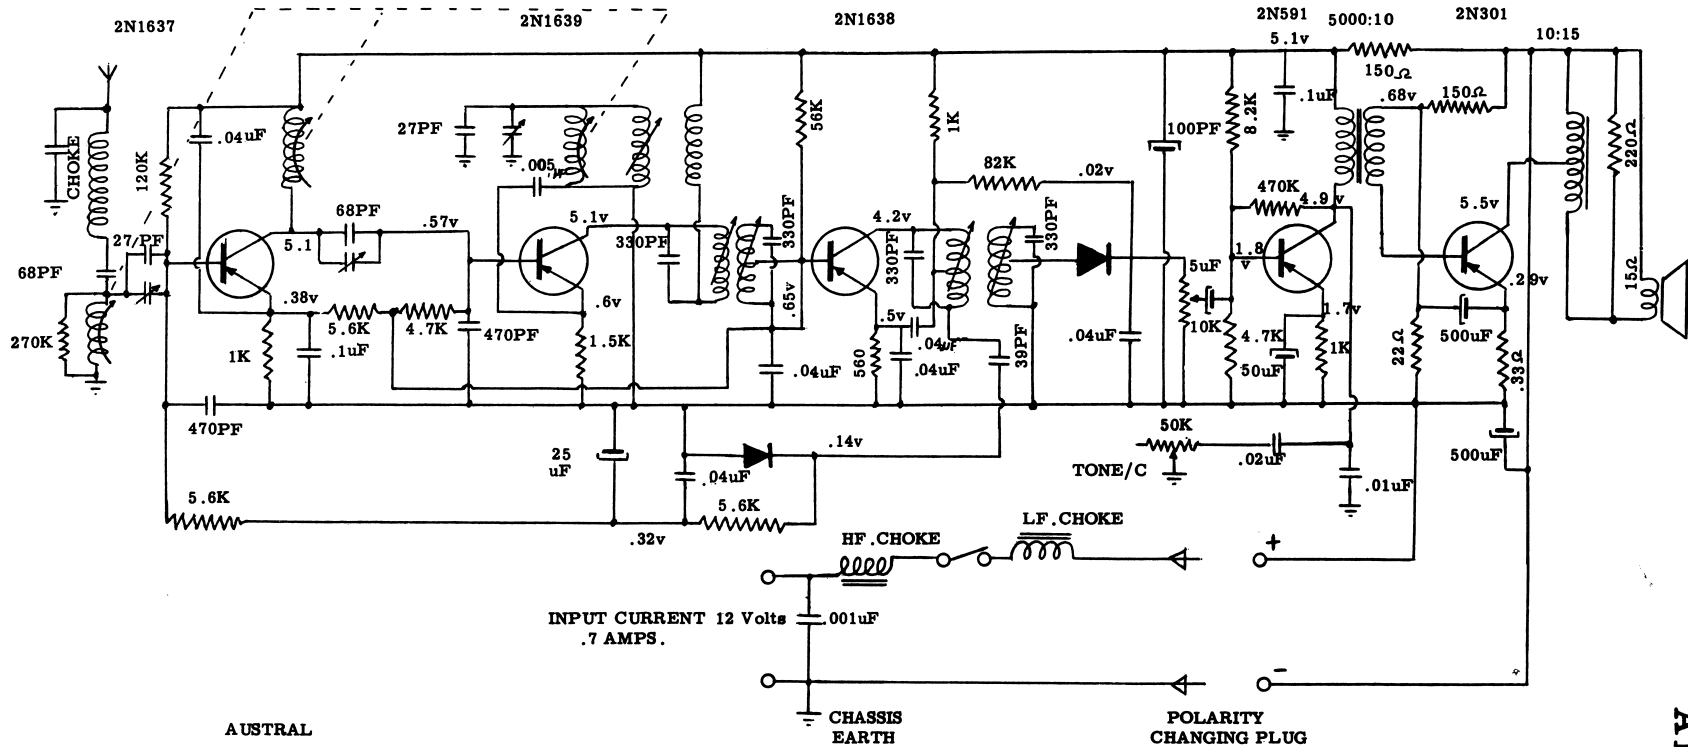 2N1637
2N1639
2N1638
2N591
5000:10
2N301
5.1v
10:15
150Ω
CHOKE
120K
.04uF
27PF
.005
uF
56K
1K
100PF
8.2K
.1uF
.68v
150Ω
220Ω
82K
.02v
470K
4.9v
27PF
68PF
5.1
68PF
.57v
5.1v
330PF
330PF
4.2v
330PF
330PF
1.8
v
5.5v
5uF
.29v
15Ω
270K
.38v
5.6K
4.7K
1K
.1uF
470PF
.6v
1.5K
.65v
.04uF
.5v
560
.04uF
.04uF
39PF
.04uF
10K
4.7K
50uF
1.7v
1K
22Ω
500uF
.33Ω
470PF
25
uF
.04uF
.14v
50K
TONE/C
.02uF
.01uF
500uF
5.6K
5.6K
.32v
HF.CHOKE
LF.CHOKE
+
INPUT CURRENT 12 Volts
.7 AMPS.
.001uF
-
AUSTRAL
CHASSIS
EARTH
POLARITY
CHANGING PLUG